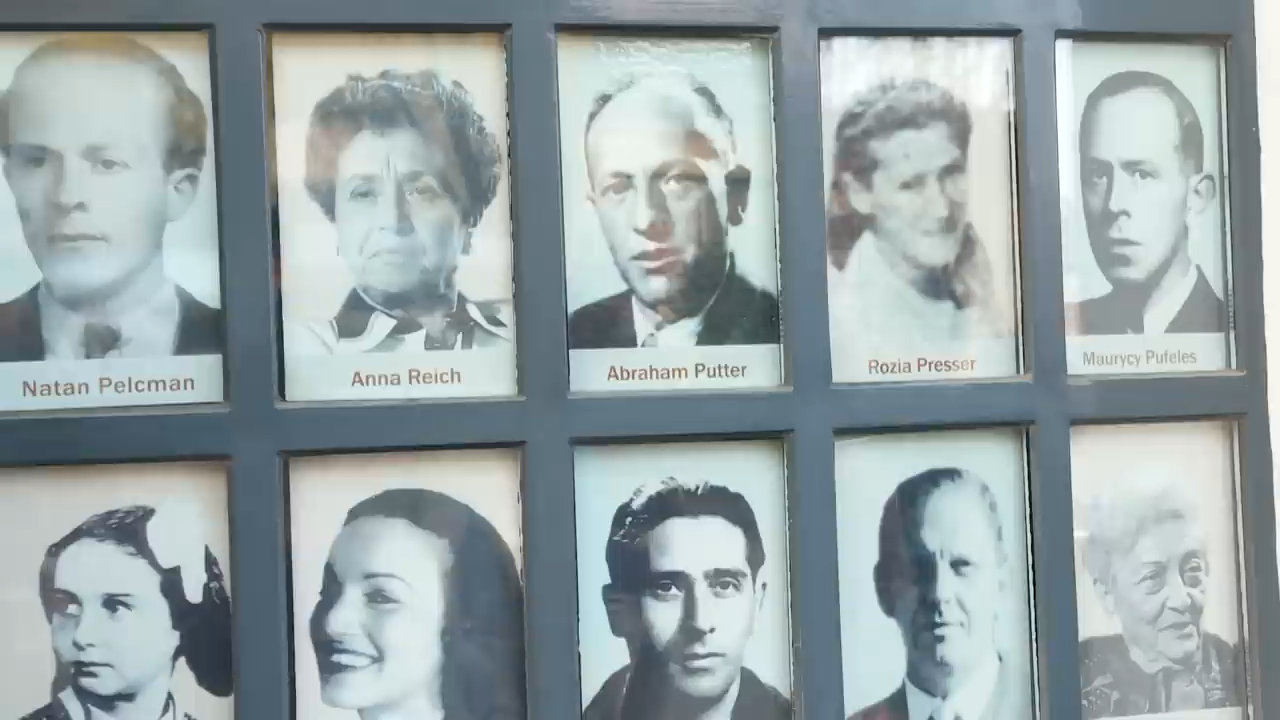 Natan Pelcman
Anna Reich
Abraham Putter
Rozia Presser
Maurycy Pufeles